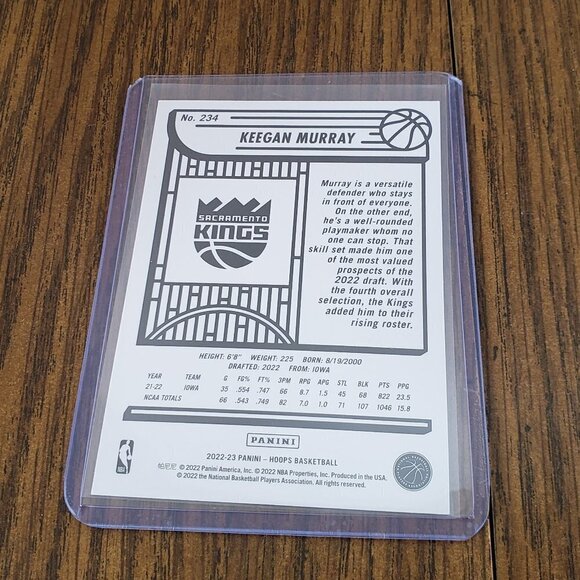 No. 234
KEEGAN MURRAY
SACRAMENTO
KINGS
Murray is a versatile
defender who stays
in front of everyone.
On the other end,
he's a well-rounded
playmaker whom no
one can stop. That
skill set made him one
of the most valued
prospects of the
2022 draft. With
the fourth overall
selection, the Kings
added him to their
rising roster.
HEIGHT: 6'8" WEIGHT: 225 BORN: 8/19/2000
DRAFTED: 2022 FROM: IOWA
YEAR TEAM G FG% FT% 3PM RPG APG STL BLK PTS PPG
21-22 IOWA 35 .554 .747 66 8.7 1.5 45 68 822 23.5
NCAA TOTALS 66 .543 .749 82 7.0 1.0 71 107 1046 15.8
PANINI
2022-23 PANINI – HOOPS BASKETBALL
帕尼尼 © 2022 Panini America, Inc. © 2022 NBA Properties, Inc. Produced in the USA.
© 2022 the National Basketball Players Association. All rights reserved.
NBA